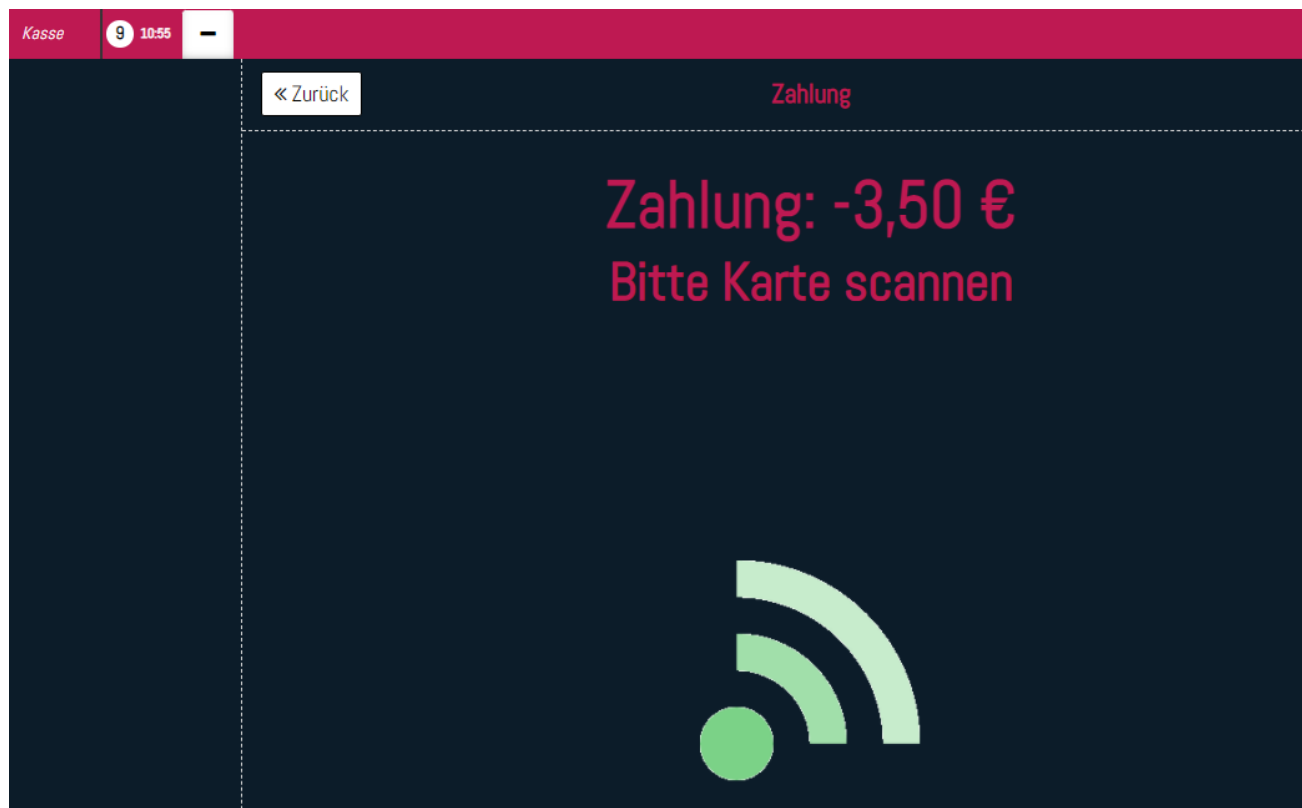 Kasse 9 10:55 –
« Zurück
Zahlung
Zahlung: -3,50 €
Bitte Karte scannen